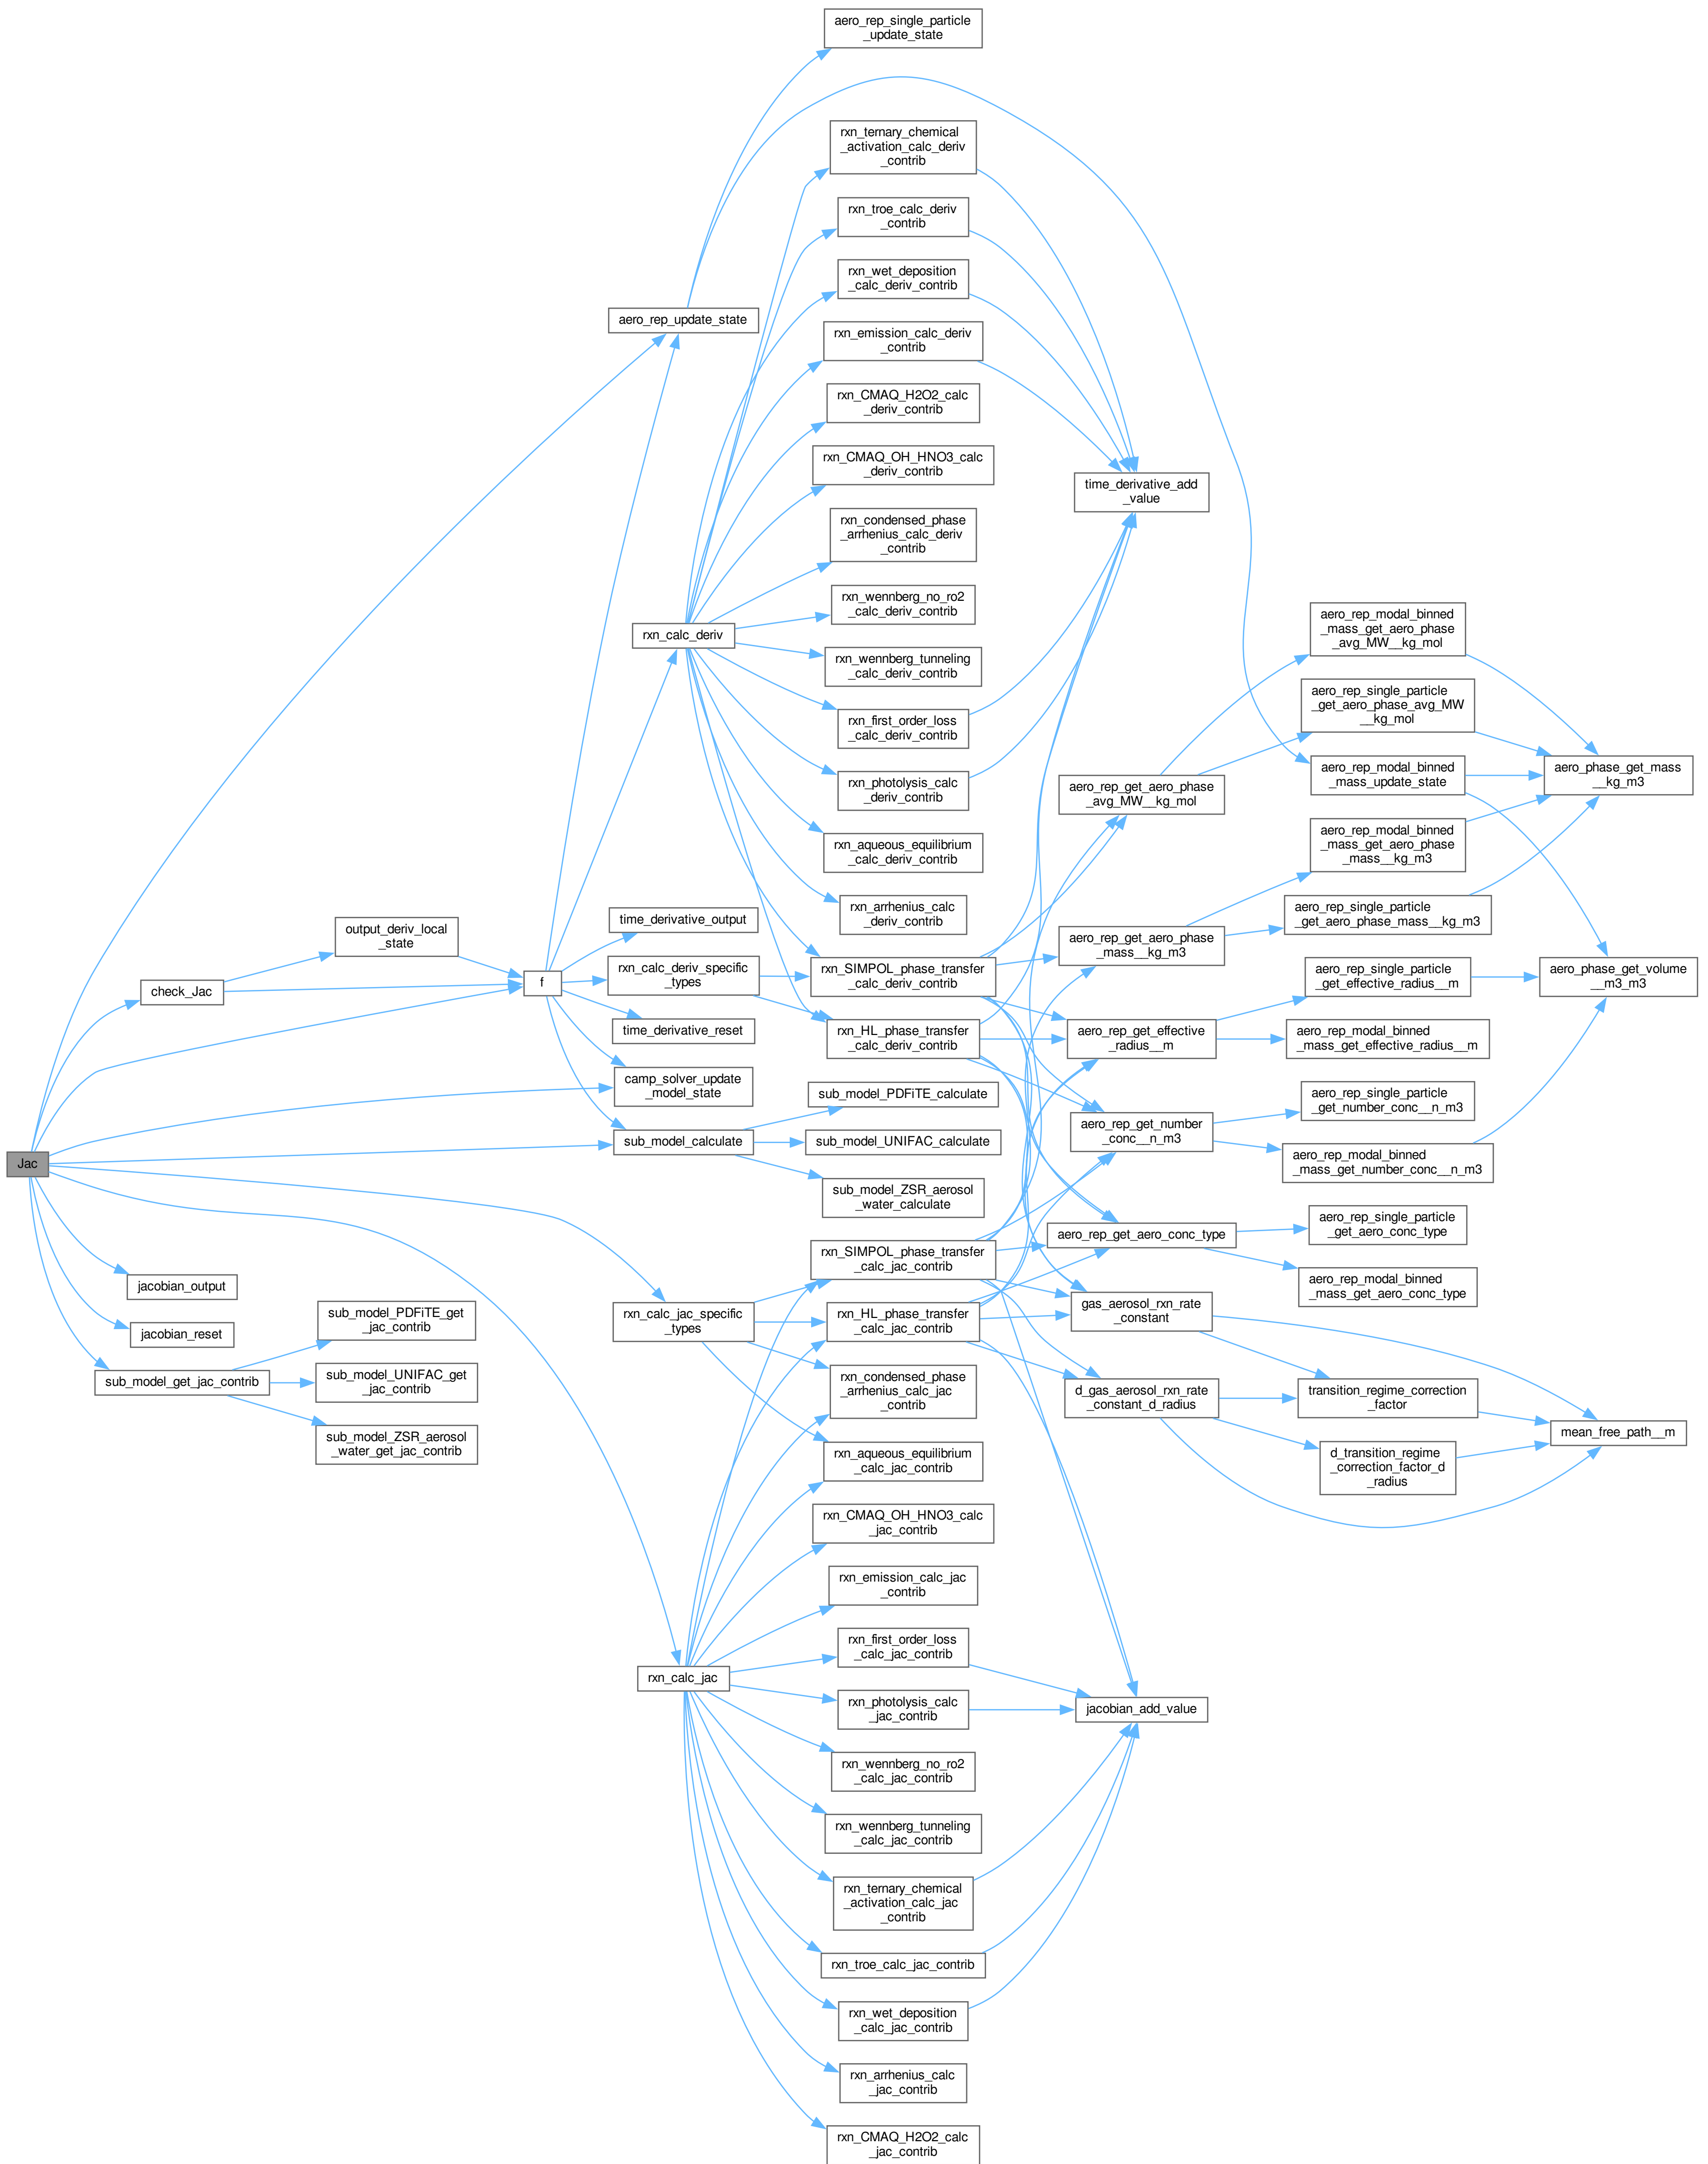 Jac
check_Jac
jacobian_output
jacobian_reset
sub_model_get_jac_contrib
output_deriv_local
_state
sub_model_PDFiTE_get
_jac_contrib
sub_model_UNIFAC_get
_jac_contrib
sub_model_ZSR_aerosol
_water_get_jac_contrib
f
aero_rep_update_state
rxn_calc_deriv
time_derivative_output
rxn_calc_deriv_specific
_types
time_derivative_reset
camp_solver_update
_model_state
sub_model_calculate
rxn_calc_jac_specific
_types
rxn_calc_jac
aero_rep_single_particle
_update_state
rxn_ternary_chemical
_activation_calc_deriv
_contrib
rxn_troe_calc_deriv
_contrib
rxn_wet_deposition
_calc_deriv_contrib
rxn_emission_calc_deriv
_contrib
rxn_CMAQ_H2O2_calc
_deriv_contrib
rxn_CMAQ_OH_HNO3_calc
_deriv_contrib
rxn_condensed_phase
_arrhenius_calc_deriv
_contrib
rxn_wennberg_no_ro2
_calc_deriv_contrib
rxn_wennberg_tunneling
_calc_deriv_contrib
rxn_first_order_loss
_calc_deriv_contrib
rxn_photolysis_calc
_deriv_contrib
rxn_aqueous_equilibrium
_calc_deriv_contrib
rxn_arrhenius_calc
_deriv_contrib
rxn_SIMPOL_phase_transfer
_calc_deriv_contrib
rxn_HL_phase_transfer
_calc_deriv_contrib
sub_model_PDFiTE_calculate
sub_model_UNIFAC_calculate
sub_model_ZSR_aerosol
_water_calculate
rxn_SIMPOL_phase_transfer
_calc_jac_contrib
rxn_HL_phase_transfer
_calc_jac_contrib
rxn_condensed_phase
_arrhenius_calc_jac
_contrib
rxn_aqueous_equilibrium
_calc_jac_contrib
rxn_CMAQ_OH_HNO3_calc
_jac_contrib
rxn_emission_calc_jac
_contrib
rxn_first_order_loss
_calc_jac_contrib
rxn_photolysis_calc
_jac_contrib
rxn_wennberg_no_ro2
_calc_jac_contrib
rxn_wennberg_tunneling
_calc_jac_contrib
rxn_ternary_chemical
_activation_calc_jac
_contrib
rxn_troe_calc_jac_contrib
rxn_wet_deposition
_calc_jac_contrib
rxn_arrhenius_calc
_jac_contrib
rxn_CMAQ_H2O2_calc
_jac_contrib
time_derivative_add
_value
aero_rep_get_aero_phase
_avg_MW__kg_mol
aero_rep_get_aero_phase
_mass__kg_m3
aero_rep_get_effective
_radius__m
aero_rep_get_number
_conc__n_m3
aero_rep_get_aero_conc_type
gas_aerosol_rxn_rate
_constant
d_gas_aerosol_rxn_rate
_constant_d_radius
jacobian_add_value
aero_rep_modal_binned
_mass_get_aero_phase
_avg_MW__kg_mol
aero_rep_single_particle
_get_aero_phase_avg_MW
__kg_mol
aero_rep_modal_binned
_mass_update_state
aero_rep_modal_binned
_mass_get_aero_phase
_mass__kg_m3
aero_rep_single_particle
_get_aero_phase_mass__kg_m3
aero_rep_single_particle
_get_effective_radius__m
aero_rep_modal_binned
_mass_get_effective_radius__m
aero_rep_single_particle
_get_number_conc__n_m3
aero_rep_modal_binned
_mass_get_number_conc__n_m3
aero_rep_single_particle
_get_aero_conc_type
aero_rep_modal_binned
_mass_get_aero_conc_type
transition_regime_correction
_factor
d_transition_regime
_correction_factor_d
_radius
aero_phase_get_mass
__kg_m3
aero_phase_get_volume
__m3_m3
mean_free_path__m